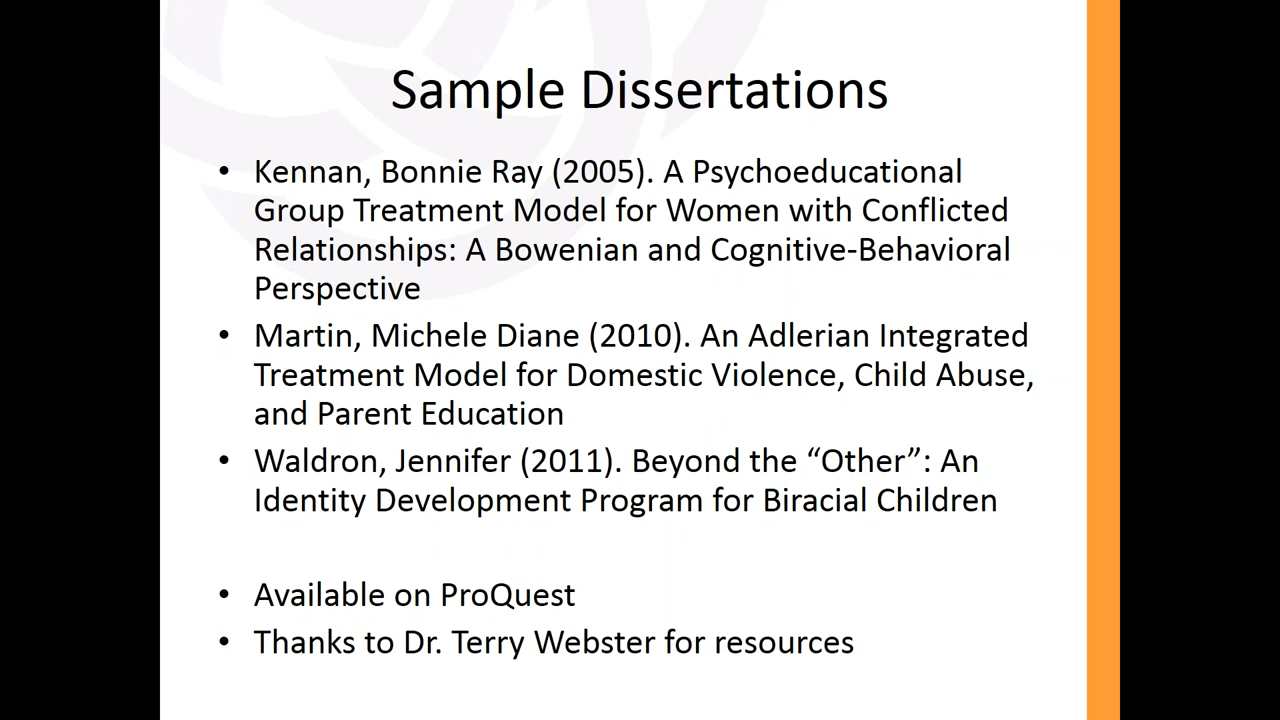 Sample Dissertations
• Kennan, Bonnie Ray (2005). A Psychoeducational
Group Treatment Model for Women with Conflicted
Relationships: A Bowenian and Cognitive-Behavioral
Perspective
• Martin, Michele Diane (2010). An Adlerian Integrated
Treatment Model for Domestic Violence, Child Abuse,
and Parent Education
• Waldron, Jennifer (2011). Beyond the “Other”: An
Identity Development Program for Biracial Children
• Available on ProQuest
• Thanks to Dr. Terry Webster for resources